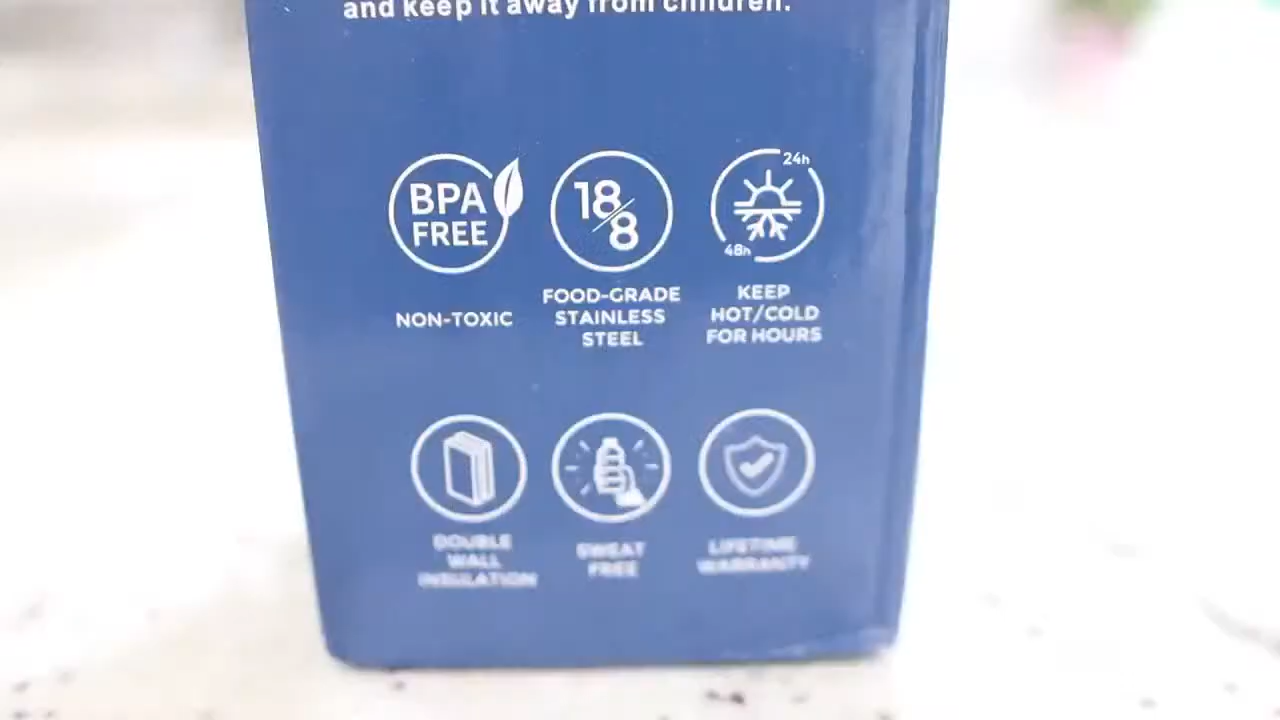 and keep it away from children.
BPA
FREE
18/8
24h
48h
NON-TOXIC
FOOD-GRADE
STAINLESS
STEEL
KEEP
HOT/COLD
FOR HOURS
DOUBLE
WALL
INSULATION
SWEAT
FREE
LIFETIME
WARRANTY